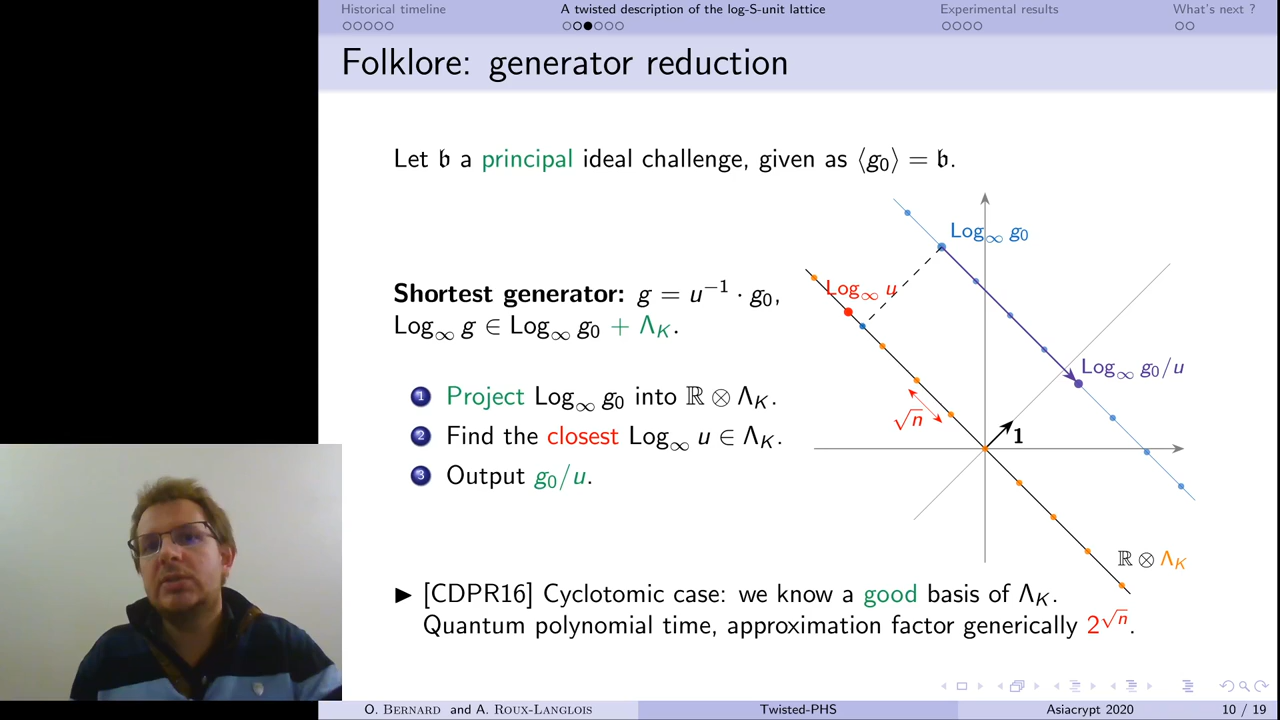 Historical timeline
A twisted description of the log-S-unit lattice
Experimental results
What's next ?
Folklore: generator reduction
Let 𝔟 a principal ideal challenge, given as ⟨g₀⟩ = 𝔟.
Log∞ g₀
Shortest generator: g = u⁻¹ · g₀,
Log∞ g ∈ Log∞ g₀ + Λ_K.
Log∞ u
Log∞ g₀/u
1 Project Log∞ g₀ into ℝ ⊗ Λ_K.
2 Find the closest Log∞ u ∈ Λ_K.
3 Output g₀/u.
√n
1
ℝ ⊗ Λ_K
▶ [CDPR16] Cyclotomic case: we know a good basis of Λ_K.
Quantum polynomial time, approximation factor generically 2^√n.
O. Bernard and A. Roux-Langlois
Twisted-PHS
Asiacrypt 2020
10 / 19